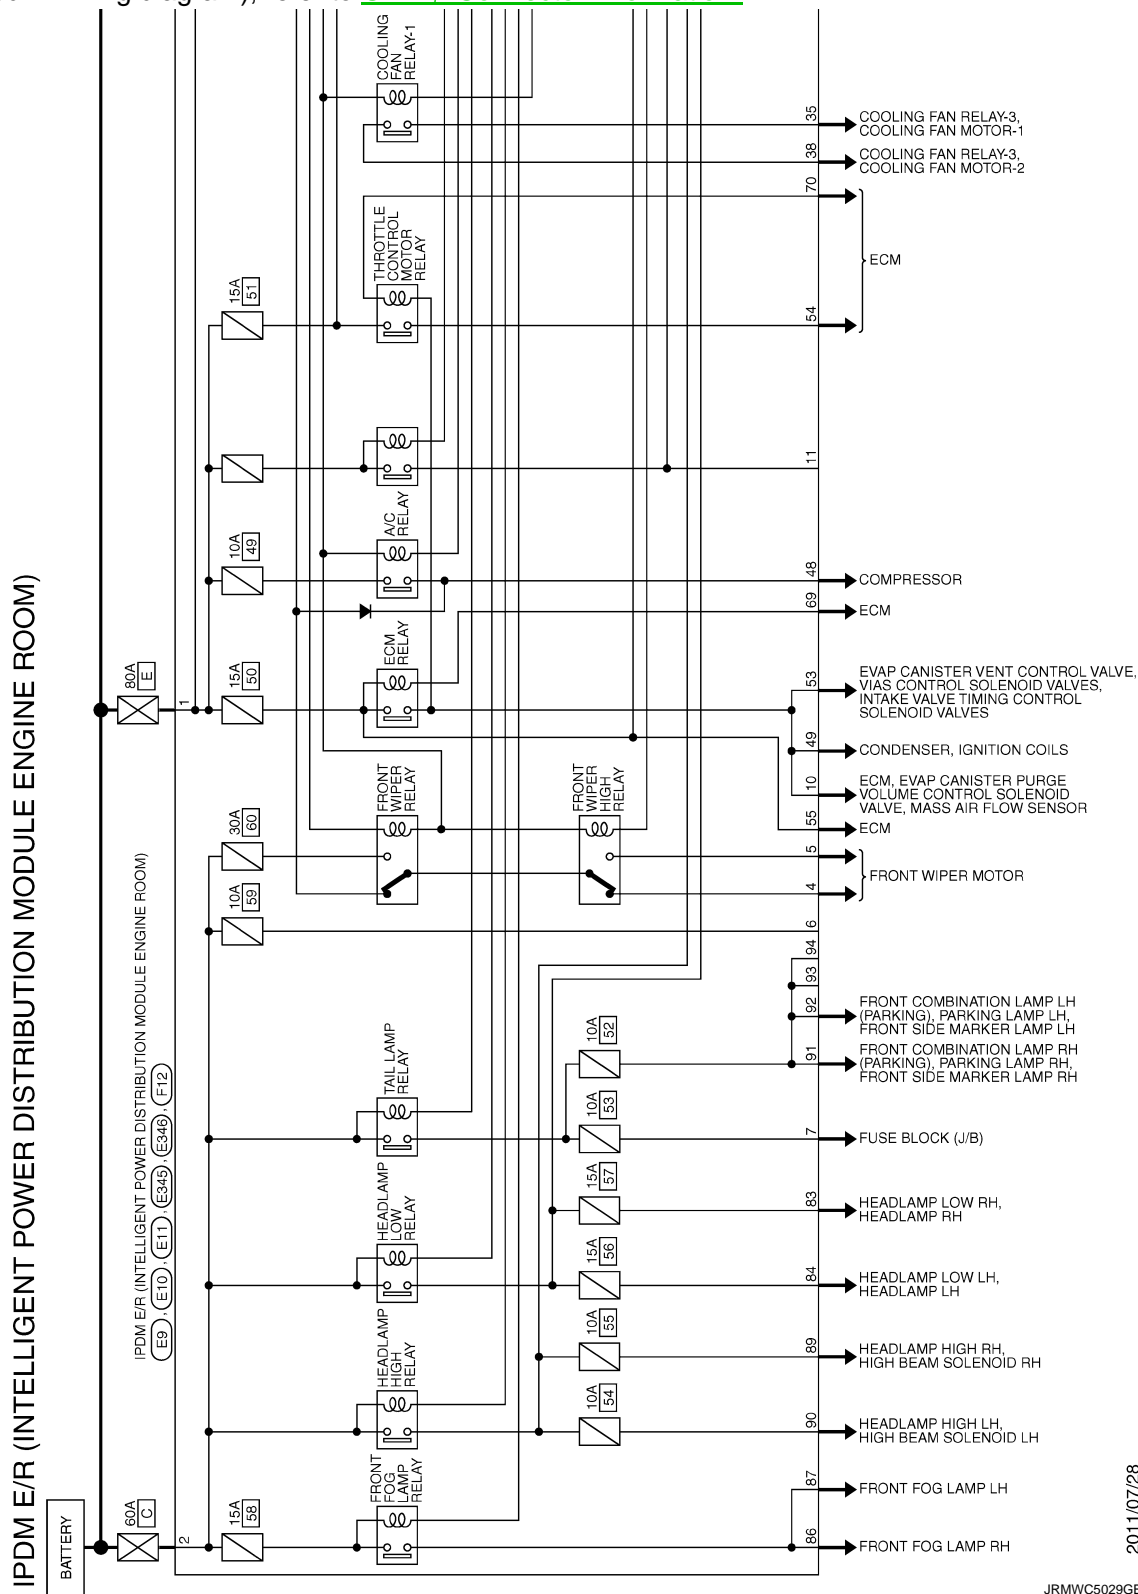 IPDM E/R (INTELLIGENT POWER DISTRIBUTION MODULE ENGINE ROOM)
COOLING
FAN
RELAY-1
35
COOLING FAN RELAY-3,
COOLING FAN MOTOR-1
38
COOLING FAN RELAY-3,
COOLING FAN MOTOR-2
70
THROTTLE
CONTROL
MOTOR
RELAY
ECM
15A
51
54
11
A/C
RELAY
10A
49
48
COMPRESSOR
69
ECM
ECM
RELAY
80A
E
1
15A
50
53
EVAP CANISTER VENT CONTROL VALVE,
VIAS CONTROL SOLENOID VALVES,
INTAKE VALVE TIMING CONTROL
SOLENOID VALVES
49
CONDENSER, IGNITION COILS
FRONT
WIPER
RELAY
FRONT
WIPER
HIGH
RELAY
10
ECM, EVAP CANISTER PURGE
VOLUME CONTROL SOLENOID
VALVE, MASS AIR FLOW SENSOR
55
ECM
30A
60
5
FRONT WIPER MOTOR
4
10A
59
6
94
93
IPDM E/R (INTELLIGENT POWER DISTRIBUTION MODULE ENGINE ROOM)
E9 , E10 , E11 , E345 , E346 , F12
92
FRONT COMBINATION LAMP LH
(PARKING), PARKING LAMP LH,
FRONT SIDE MARKER LAMP LH
TAIL LAMP
RELAY
10A
52
91
FRONT COMBINATION LAMP RH
(PARKING), PARKING LAMP RH,
FRONT SIDE MARKER LAMP RH
10A
53
7
FUSE BLOCK (J/B)
HEADLAMP
LOW
RELAY
15A
57
83
HEADLAMP LOW RH,
HEADLAMP RH
15A
56
84
HEADLAMP LOW LH,
HEADLAMP LH
HEADLAMP
HIGH
RELAY
10A
55
89
HEADLAMP HIGH RH,
HIGH BEAM SOLENOID RH
10A
54
90
HEADLAMP HIGH LH,
HIGH BEAM SOLENOID LH
FRONT
FOG
LAMP
RELAY
87
FRONT FOG LAMP LH
BATTERY
60A
C
2
15A
58
86
FRONT FOG LAMP RH
2011/07/28
JRMWC5029GE